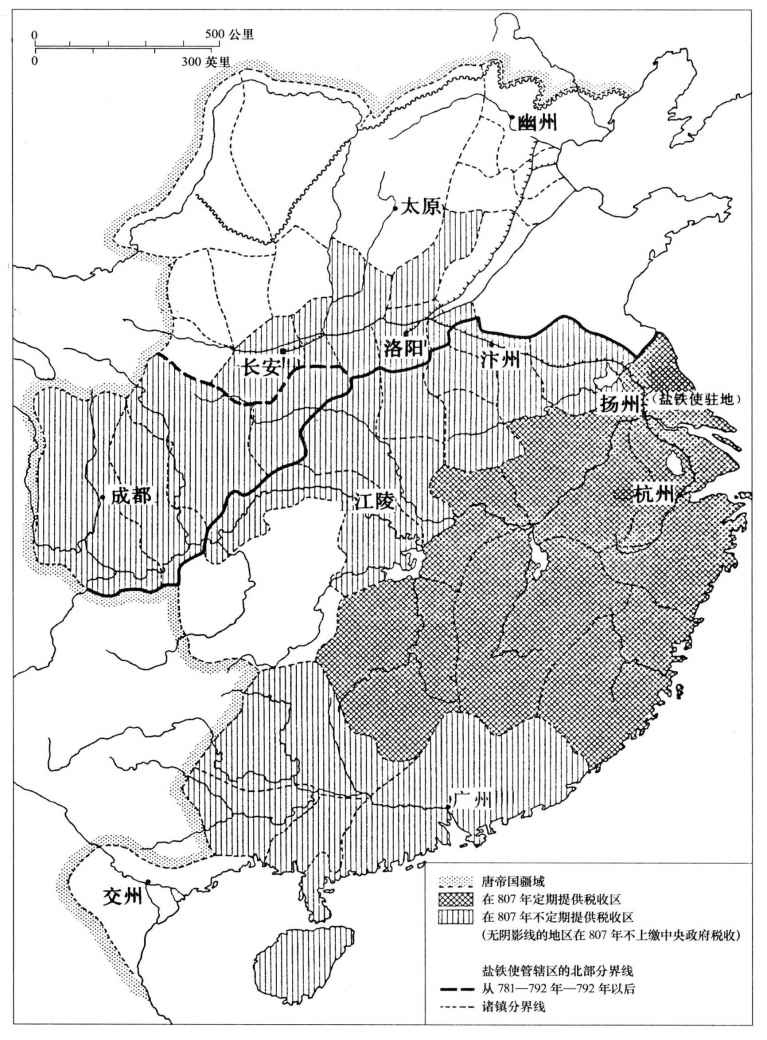 0 500 公里
0 300 英里
幽州
太原
长安
洛阳
汴州
扬州
(盐铁使驻地)
成都
江陵
杭州
广州
交州
唐帝国疆域
在 807 年定期提供税收区
在 807 年不定期提供税收区
(无阴影线的地区在 807 年不上缴中央政府税收)
盐铁使管辖区的北部分界线
从 781—792 年—792 年以后
诸镇分界线